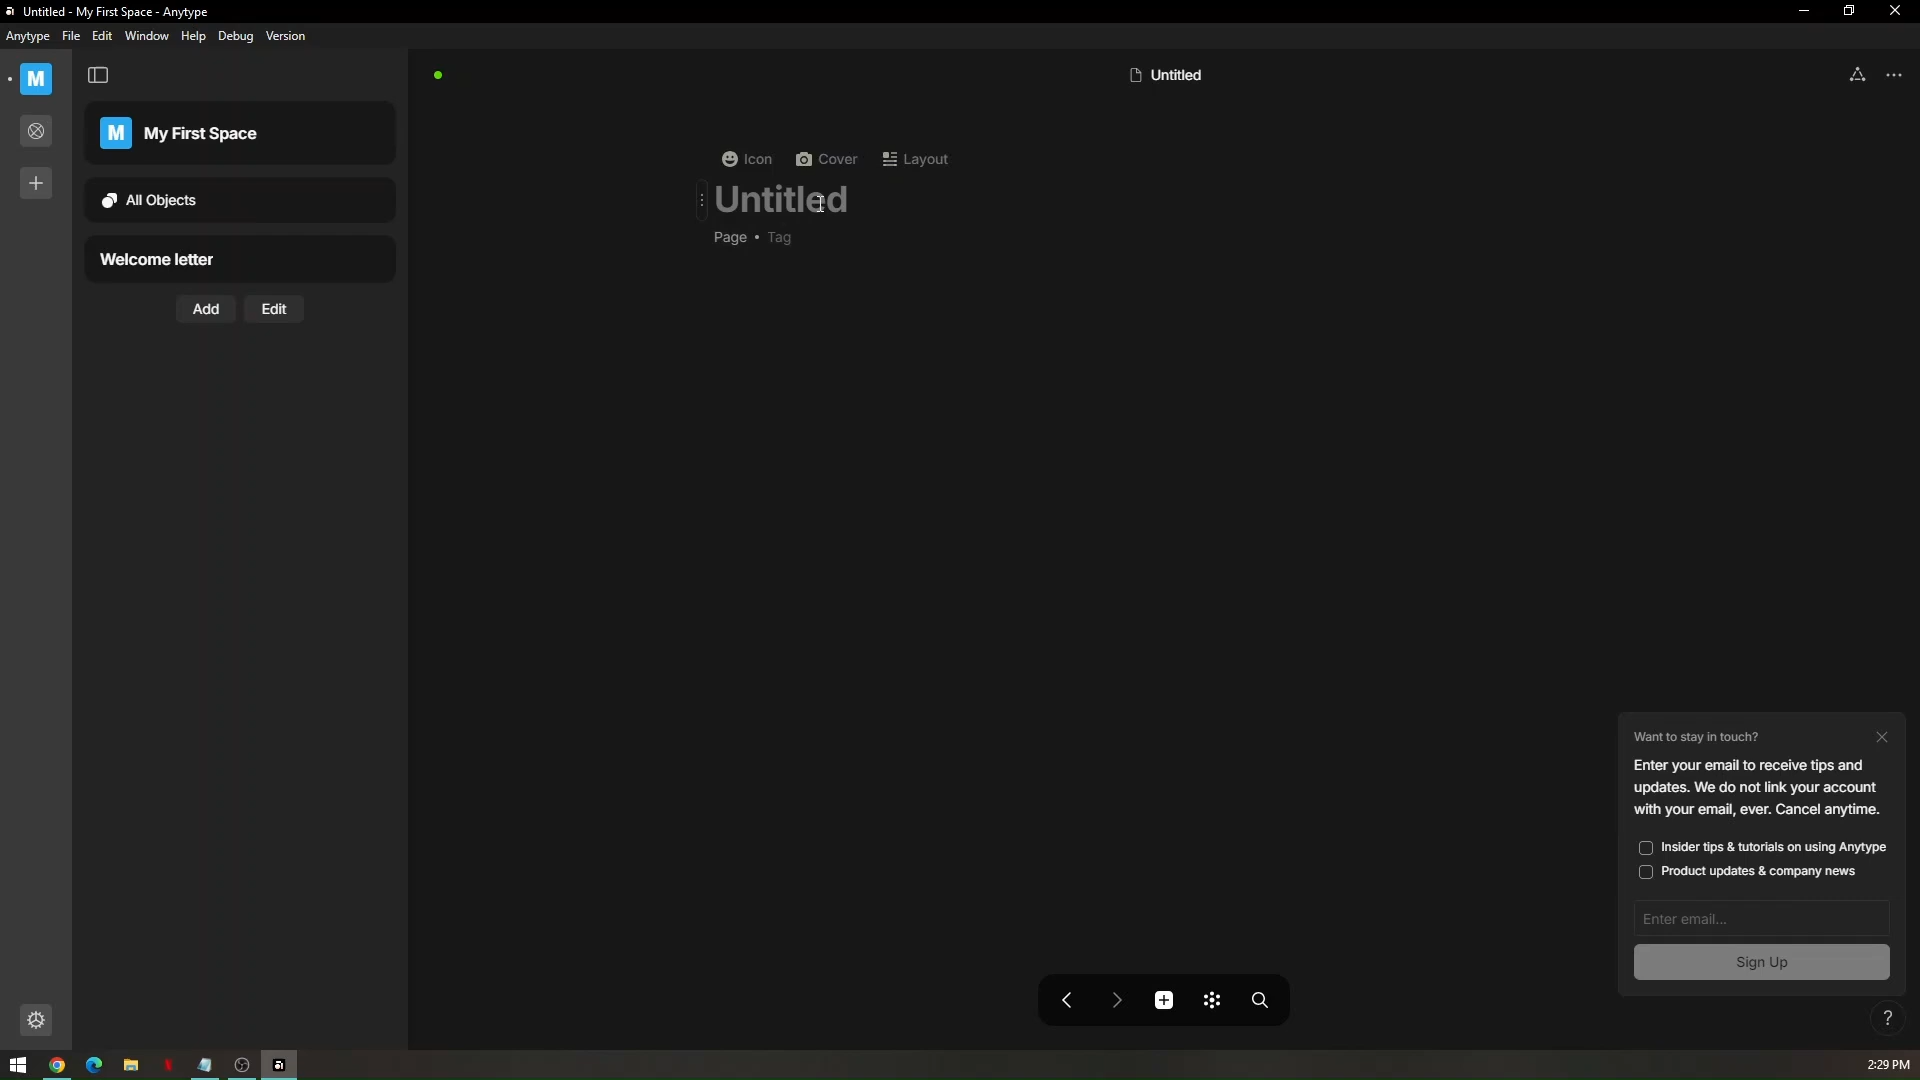 Untitled - My First Space - Anytype
Anytype File Edit Window Help Debug Version
M
M My First Space
All Objects
Welcome letter
Add Edit
Untitled
Icon Cover Layout
Untitled
Page • Tag
Want to stay in touch?
Enter your email to receive tips and
updates. We do not link your account
with your email, ever. Cancel anytime.
Insider tips & tutorials on using Anytype
Product updates & company news
Enter email...
Sign Up
?
2:29 PM